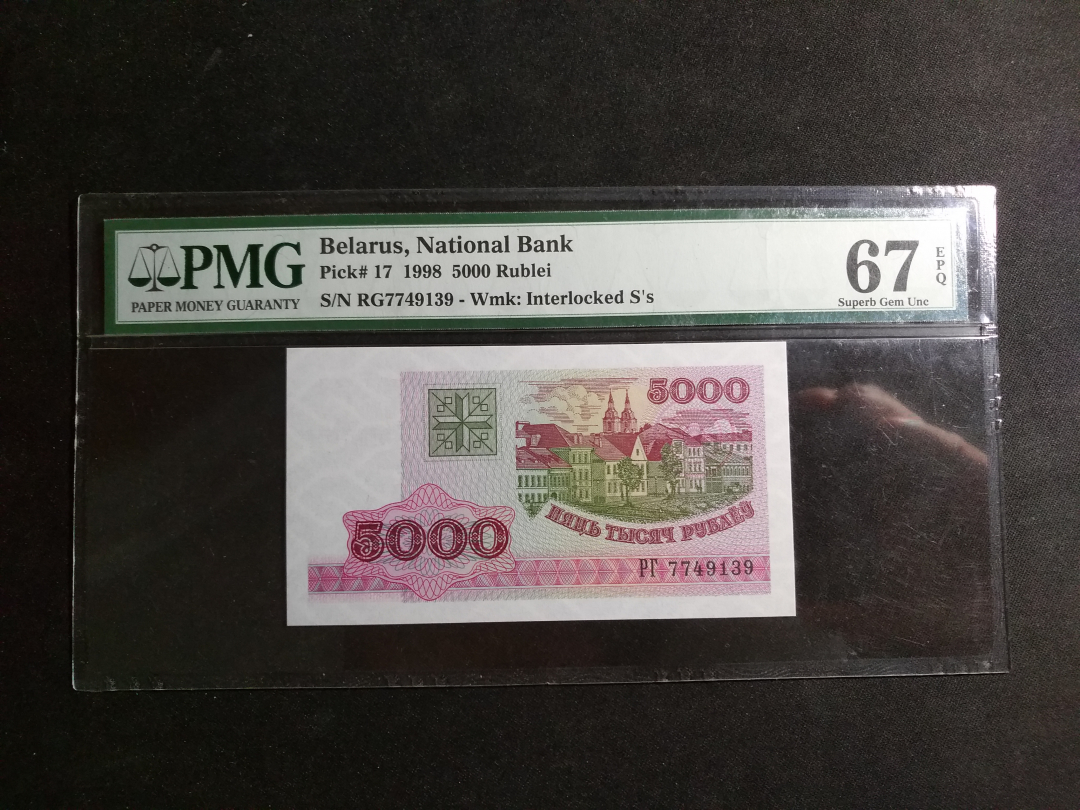 PMG
PAPER MONEY GUARANTY
Belarus, National Bank
Pick# 17 1998 5000 Rublei
S/N RG7749139 - Wmk: Interlocked S's
67
EPQ
Superb Gem Unc
5000
ПЯЦЬ ТЫСЯЧ РУБЛЁЎ
5000
РГ 7749139